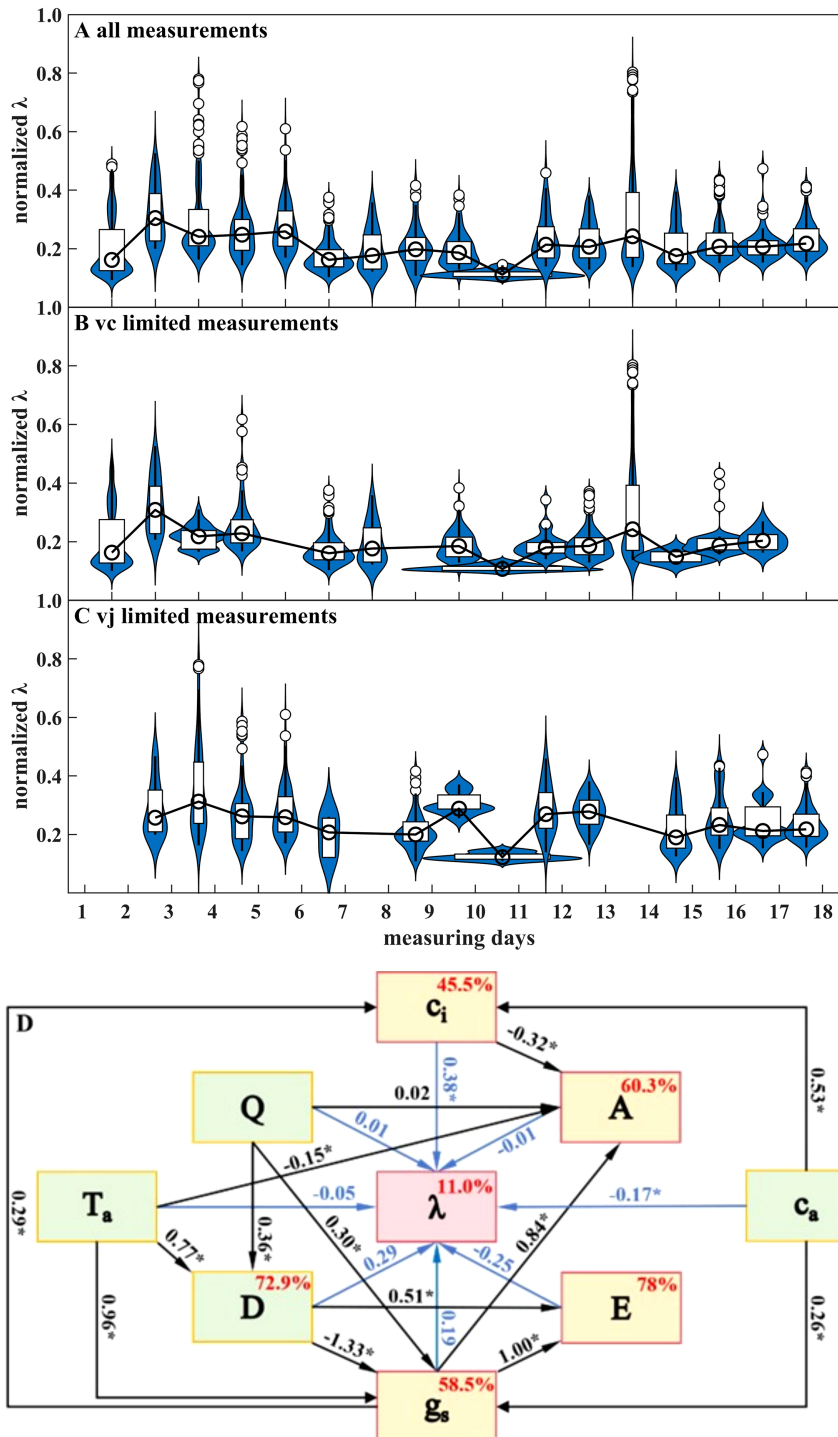 1.0
A all measurements
0.8
0.6
0.4
0.2
normalized λ
1.0
B vc limited measurements
0.8
0.6
0.4
0.2
normalized λ
1.0
C vj limited measurements
0.8
0.6
0.4
0.2
normalized λ
1 2 3 4 5 6 7 8 9 10 11 12 13 14 15 16 17 18
measuring days
D
45.5%
ci
-0.32*
0.38*
0.53*
Q
0.02
60.3%
A
0.01
-0.01
-0.15*
Ta
-0.05
11.0%
λ
-0.17*
ca
0.29*
0.77*
0.36*
0.30*
0.84*
72.9%
D
0.29
-0.25
0.51*
78%
E
0.96*
0.19
0.26*
-1.33*
1.00*
58.5%
gs